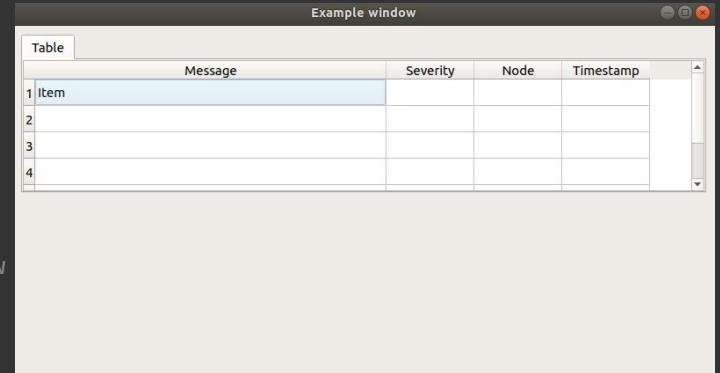 Example window
Table
Message Severity Node Timestamp
1 Item
2
3
4